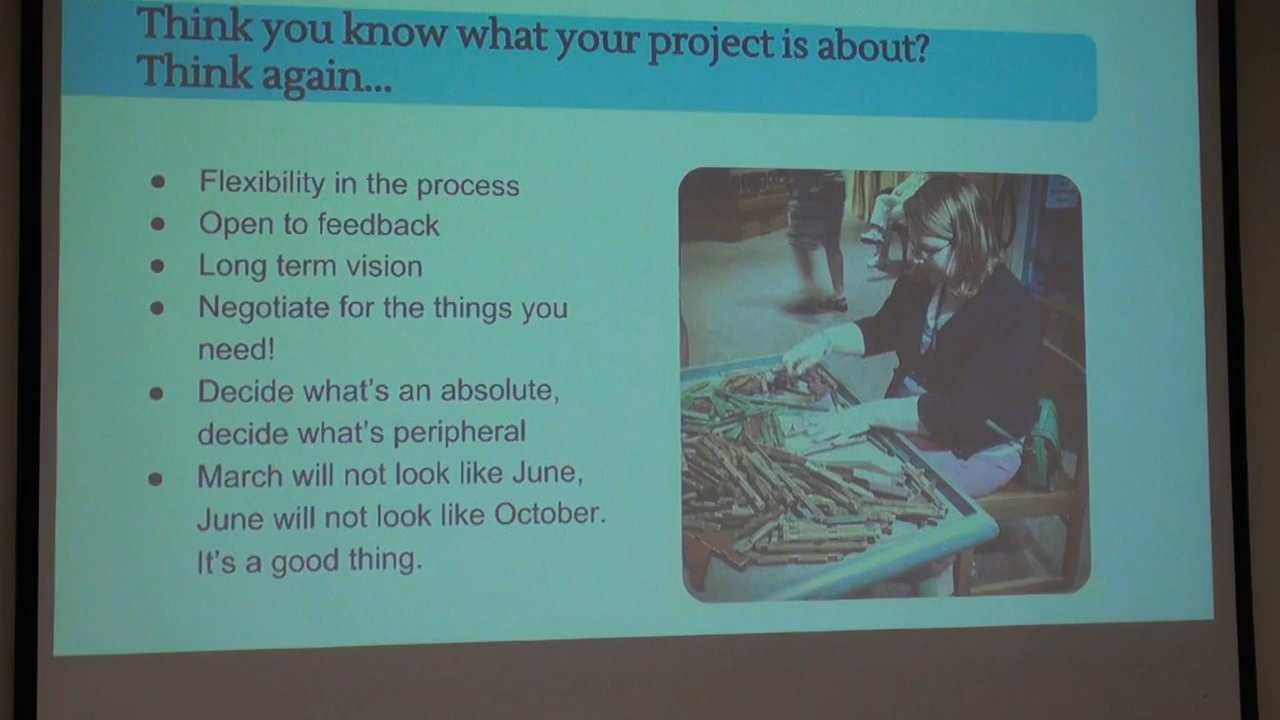 Think you know what your project is about?
Think again...
● Flexibility in the process
● Open to feedback
● Long term vision
● Negotiate for the things you
need!
● Decide what's an absolute,
decide what's peripheral
● March will not look like June,
June will not look like October.
It's a good thing.